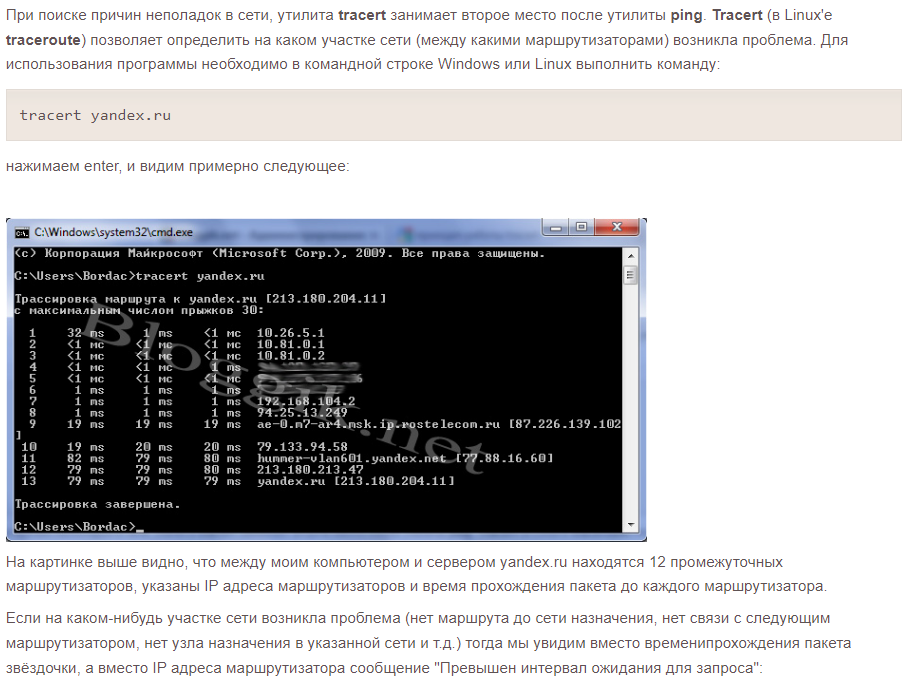 При поиске причин неполадок в сети, утилита tracert занимает второе место после утилиты ping. Tracert (в Linux'е
traceroute) позволяет определить на каком участке сети (между какими маршрутизаторами) возникла проблема. Для
использования программы необходимо в командной строке Windows или Linux выполнить команду:
tracert yandex.ru
нажимаем enter, и видим примерно следующее:
C:\Windows\system32\cmd.exe
(c) Корпорация Майкрософт (Microsoft Corp.), 2009. Все права защищены.
C:\Users\Bordac>tracert yandex.ru
Трассировка маршрута к yandex.ru [213.180.204.11]
с максимальным числом прыжков 30:
1 32 ms 1 ms <1 мс 10.26.5.1
2 <1 мс <1 мс <1 мс 10.81.0.1
3 <1 мс <1 мс <1 мс 10.81.0.2
4 <1 мс <1 мс <1 мс
5 <1 мс <1 мс <1 мс
6 1 ms 1 ms 1 ms
7 1 ms 1 ms 1 ms 192.168.104.2
8 1 ms 1 ms 1 ms 94.25.13.249
9 19 ms 19 ms 19 ms ae-0.m7-ar4.msk.ip.rostelecom.ru [87.226.139.102
]
10 19 ms 20 ms 20 ms 79.133.94.58
11 82 ms 79 ms 80 ms hummer-vlan601.yandex.net [77.88.16.60]
12 79 ms 79 ms 80 ms 213.180.213.47
13 79 ms 79 ms 79 ms yandex.ru [213.180.204.11]
Трассировка завершена.
C:\Users\Bordac>_
Bloggik.net
На картинке выше видно, что между моим компьютером и сервером yandex.ru находятся 12 промежуточных
маршрутизаторов, указаны IP адреса маршрутизаторов и время прохождения пакета до каждого маршрутизатора.
Если на каком-нибудь участке сети возникла проблема (нет маршрута до сети назначения, нет связи с следующим
маршрутизатором, нет узла назначения в указанной сети и т.д.) тогда мы увидим вместо временипрохождения пакета
звёздочки, а вместо IP адреса маршрутизатора сообщение "Превышен интервал ожидания для запроса":